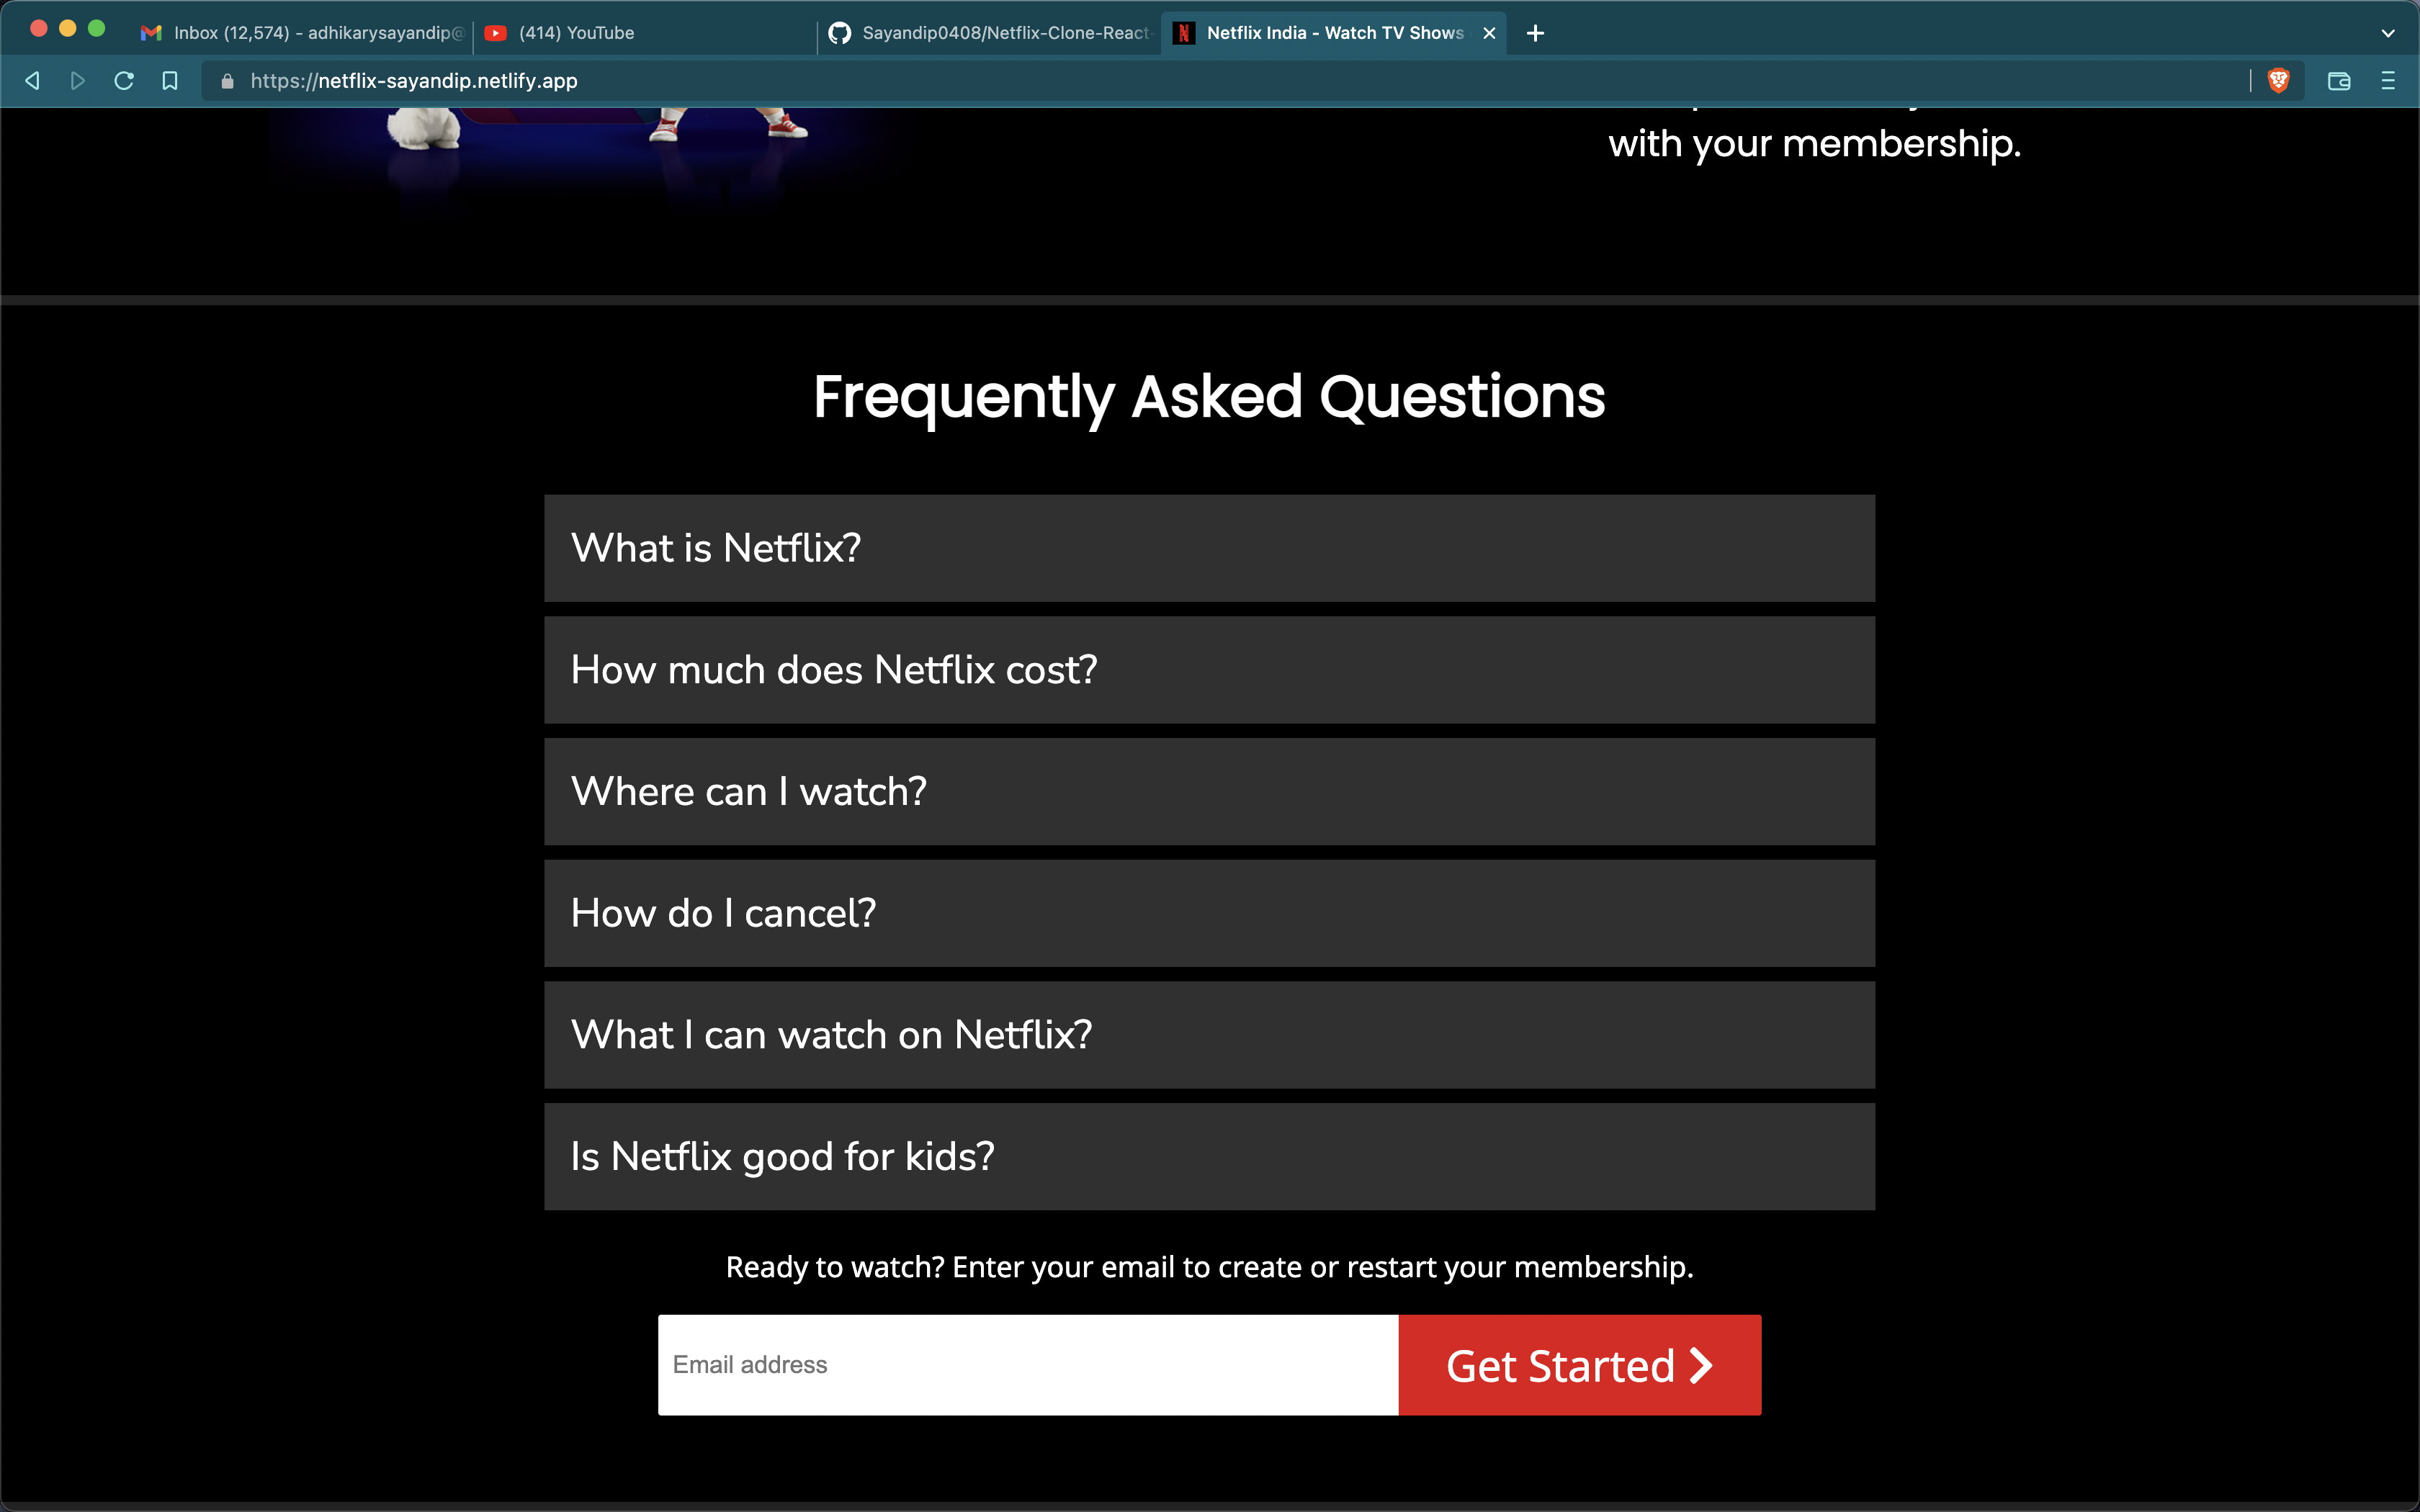 Inbox (12,574) - adhikarysayandip@
(414) YouTube
Sayandip0408/Netflix-Clone-React-
Netflix India - Watch TV Shows
https://netflix-sayandip.netlify.app
with your membership.
Frequently Asked Questions
What is Netflix?
How much does Netflix cost?
Where can I watch?
How do I cancel?
What I can watch on Netflix?
Is Netflix good for kids?
Ready to watch? Enter your email to create or restart your membership.
Email address
Get Started